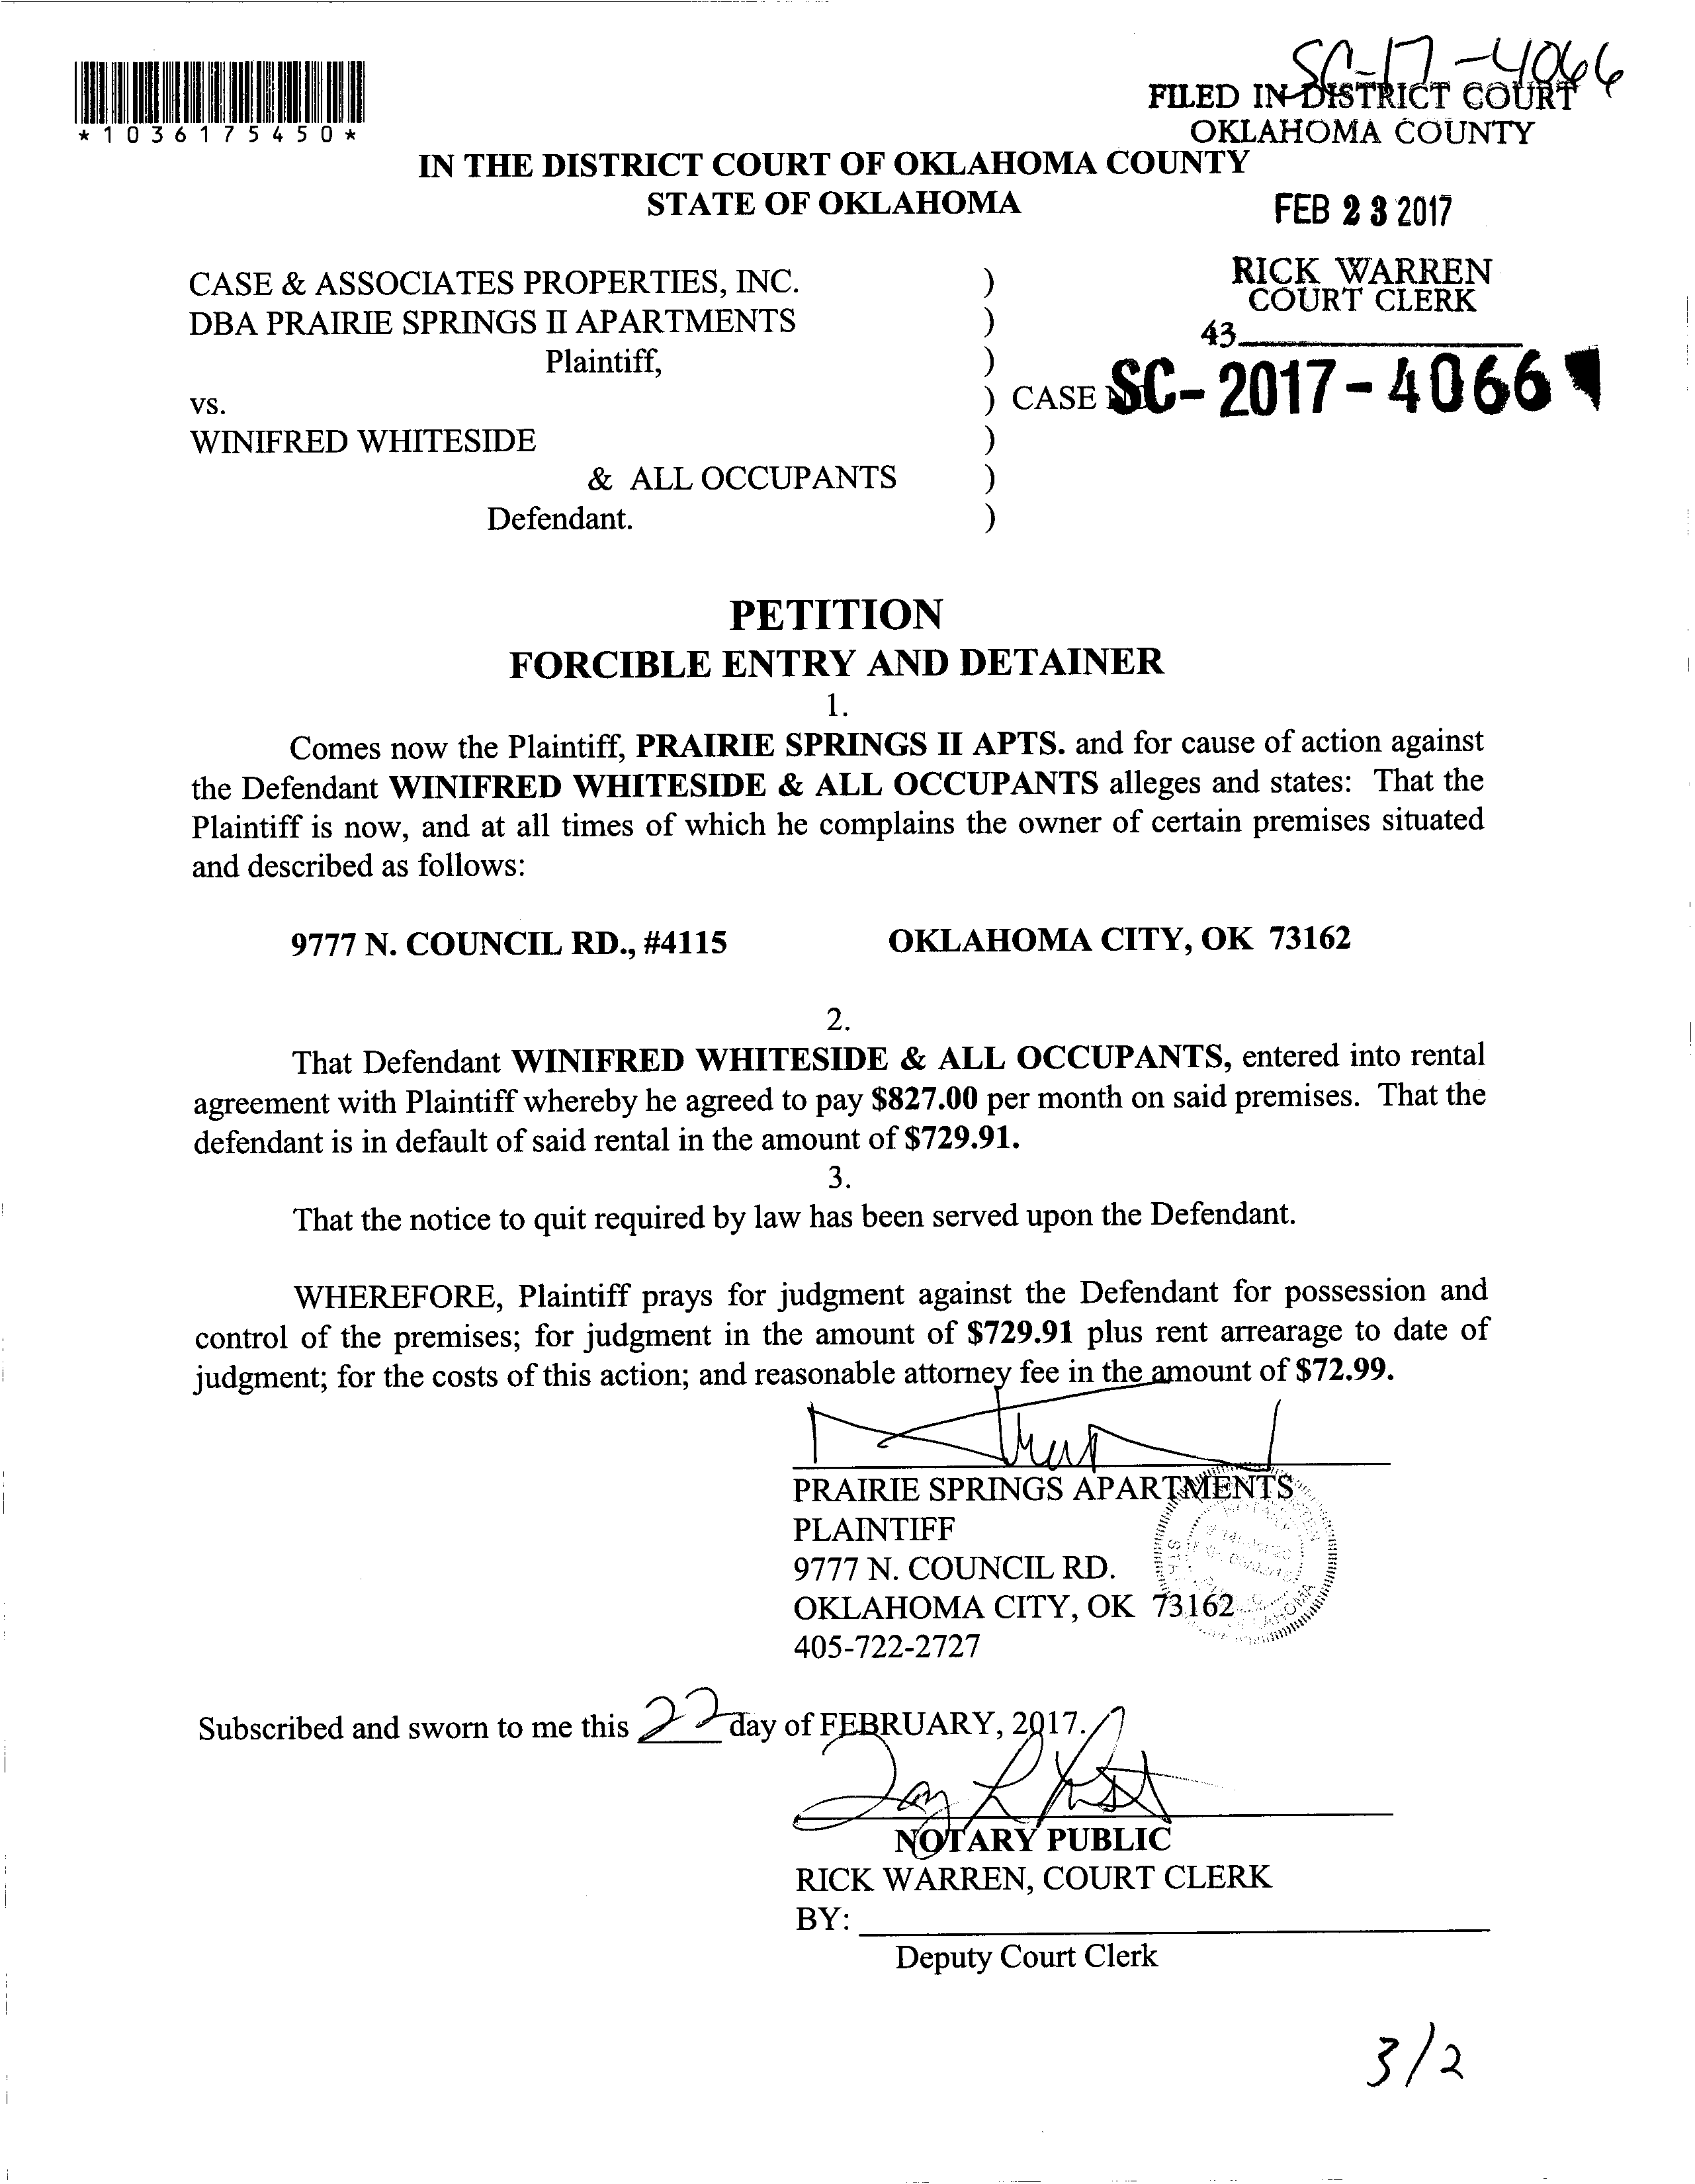 SC-17-4066
*1036175450*
FILED IN DISTRICT COURT
OKLAHOMA COUNTY
IN THE DISTRICT COURT OF OKLAHOMA COUNTY
STATE OF OKLAHOMA
FEB 23 2017
RICK WARREN
COURT CLERK
43
CASE & ASSOCIATES PROPERTIES, INC. )
DBA PRAIRIE SPRINGS II APARTMENTS )
Plaintiff, )
vs. ) CASE NO SC-2017-4066
WINIFRED WHITESIDE )
& ALL OCCUPANTS )
Defendant. )
PETITION
FORCIBLE ENTRY AND DETAINER
1.
Comes now the Plaintiff, PRAIRIE SPRINGS II APTS. and for cause of action against
the Defendant WINIFRED WHITESIDE & ALL OCCUPANTS alleges and states: That the
Plaintiff is now, and at all times of which he complains the owner of certain premises situated
and described as follows:
9777 N. COUNCIL RD., #4115 OKLAHOMA CITY, OK 73162
2.
That Defendant WINIFRED WHITESIDE & ALL OCCUPANTS, entered into rental
agreement with Plaintiff whereby he agreed to pay $827.00 per month on said premises. That the
defendant is in default of said rental in the amount of $729.91.
3.
That the notice to quit required by law has been served upon the Defendant.
WHEREFORE, Plaintiff prays for judgment against the Defendant for possession and
control of the premises; for judgment in the amount of $729.91 plus rent arrearage to date of
judgment; for the costs of this action; and reasonable attorney fee in the amount of $72.99.
PRAIRIE SPRINGS APARTMENTS
PLAINTIFF
9777 N. COUNCIL RD.
OKLAHOMA CITY, OK 73162
405-722-2727
Subscribed and sworn to me this 22 day of FEBRUARY, 2017.
NOTARY PUBLIC
RICK WARREN, COURT CLERK
BY:
Deputy Court Clerk
3/2